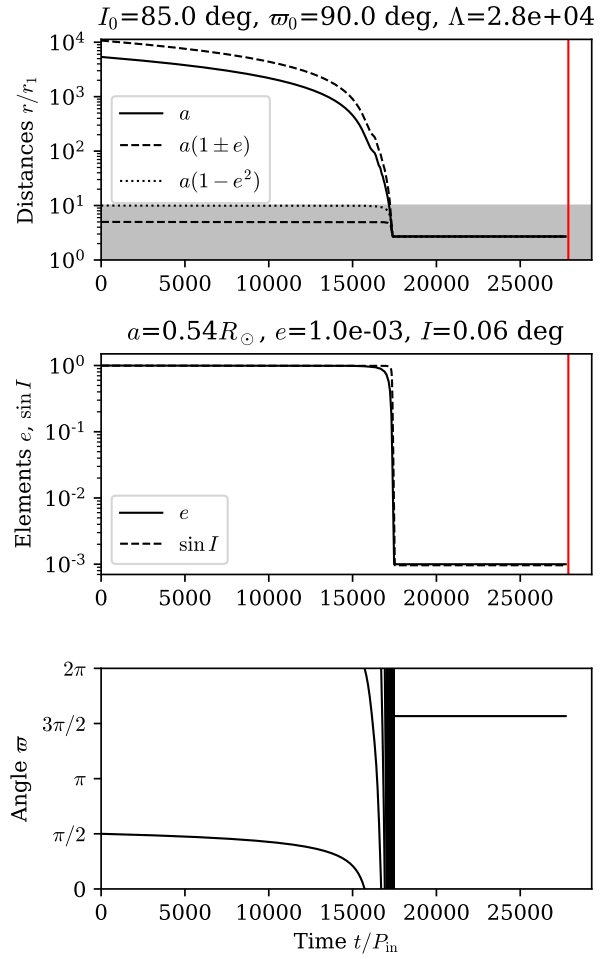 I₀=85.0 deg, ϖ₀=90.0 deg, Λ=2.8e+04
10⁴
10³
10²
10¹
10⁰
Distances r/r₁
a
a(1±e)
a(1−e²)
0 5000 10000 15000 20000 25000
a=0.54R☉, e=1.0e-03, I=0.06 deg
10⁰
10⁻¹
10⁻²
10⁻³
Elements e, sin I
e
sin I
0 5000 10000 15000 20000 25000
2π
3π/2
π
π/2
0
Angle ϖ
0 5000 10000 15000 20000 25000
Time t/Pᵢₙ